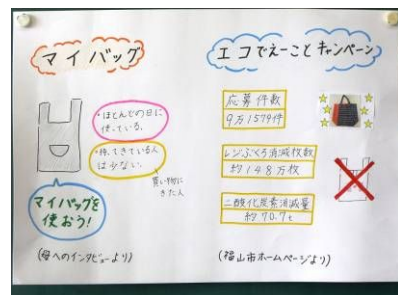 マイバッグ
・ほとんどの日に
使っている。
・持ってきている人
は少ない。
買い物に
きた人
マイバッグを
使おう!
(母へのインタビューより)
エコでえーことキャンペーン
応募件数
9万1579件
レジぶくろ消減枚数
約148万枚
二酸化炭素消減量
約70.7t
(福山市ホームページより)